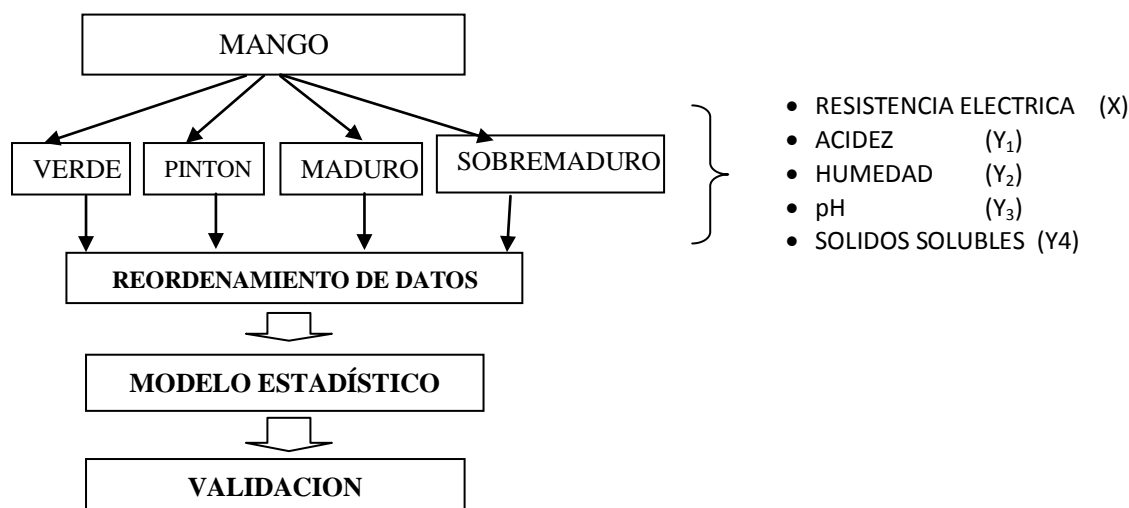 MANGO
VERDE
PINTON
MADURO
SOBREMADURO
• RESISTENCIA ELECTRICA (X)
• ACIDEZ (Y₁)
• HUMEDAD (Y₂)
• pH (Y₃)
• SOLIDOS SOLUBLES (Y4)
REORDENAMIENTO DE DATOS
MODELO ESTADÍSTICO
VALIDACION